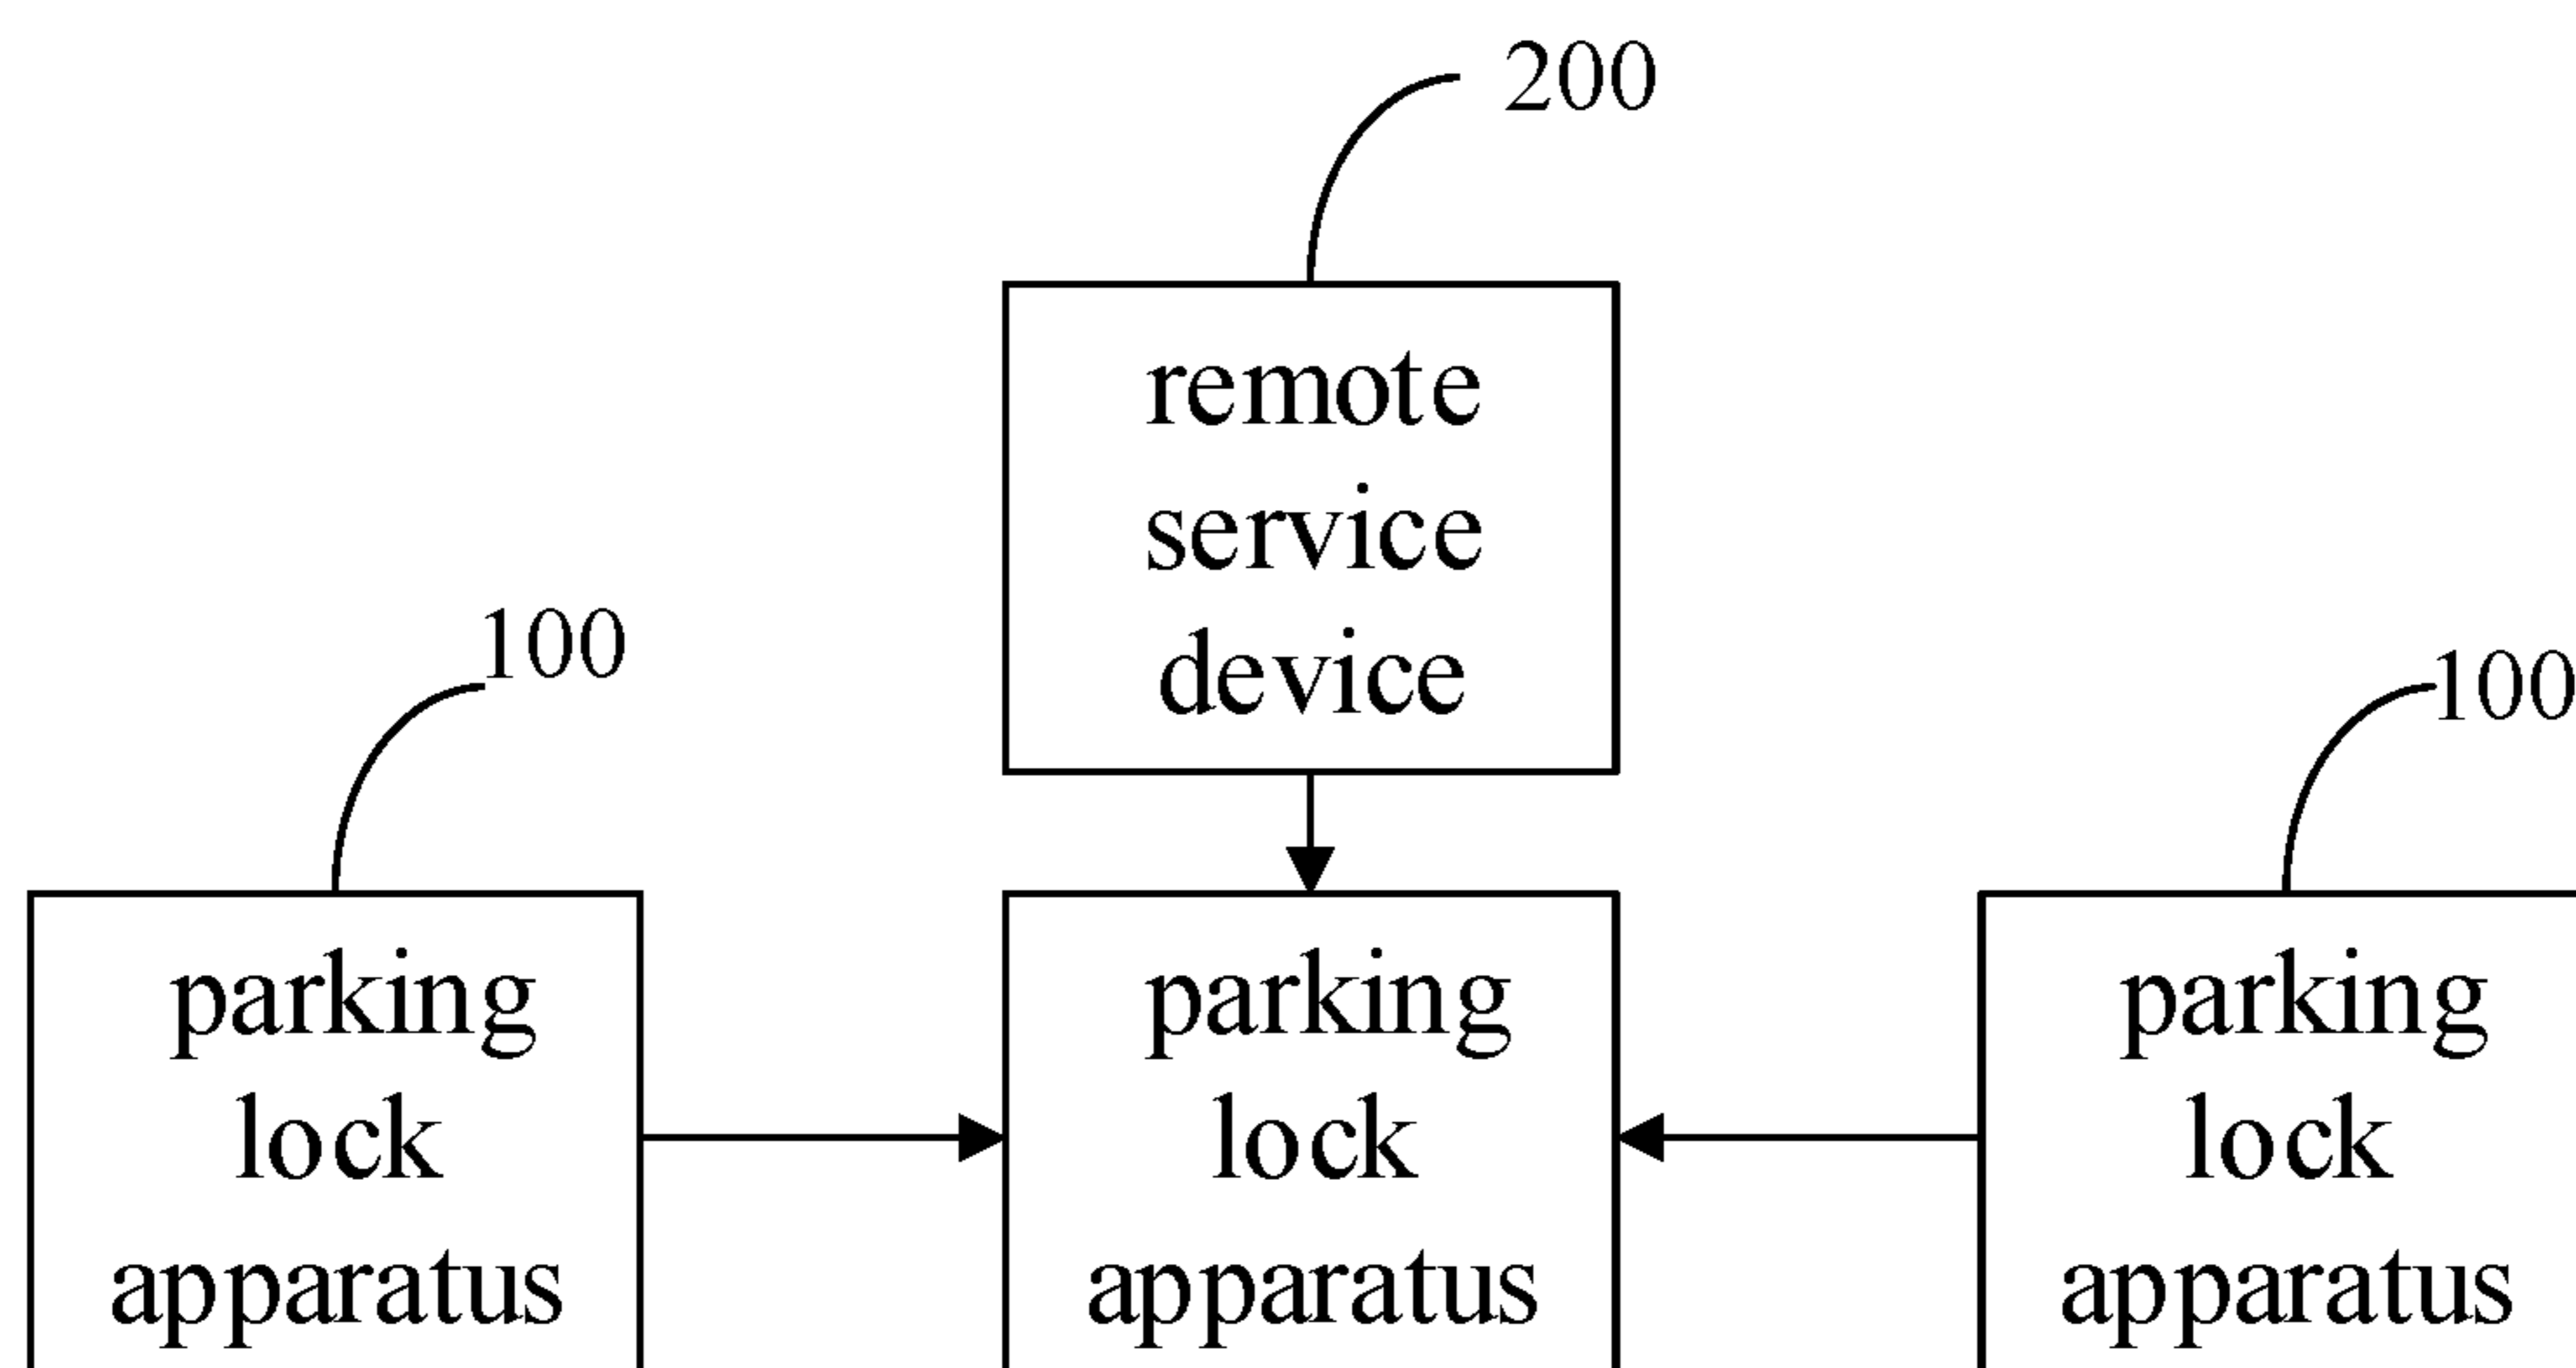 200
remote
service
device
100
100
parking
lock
apparatus
parking
lock
apparatus
parking
lock
apparatus